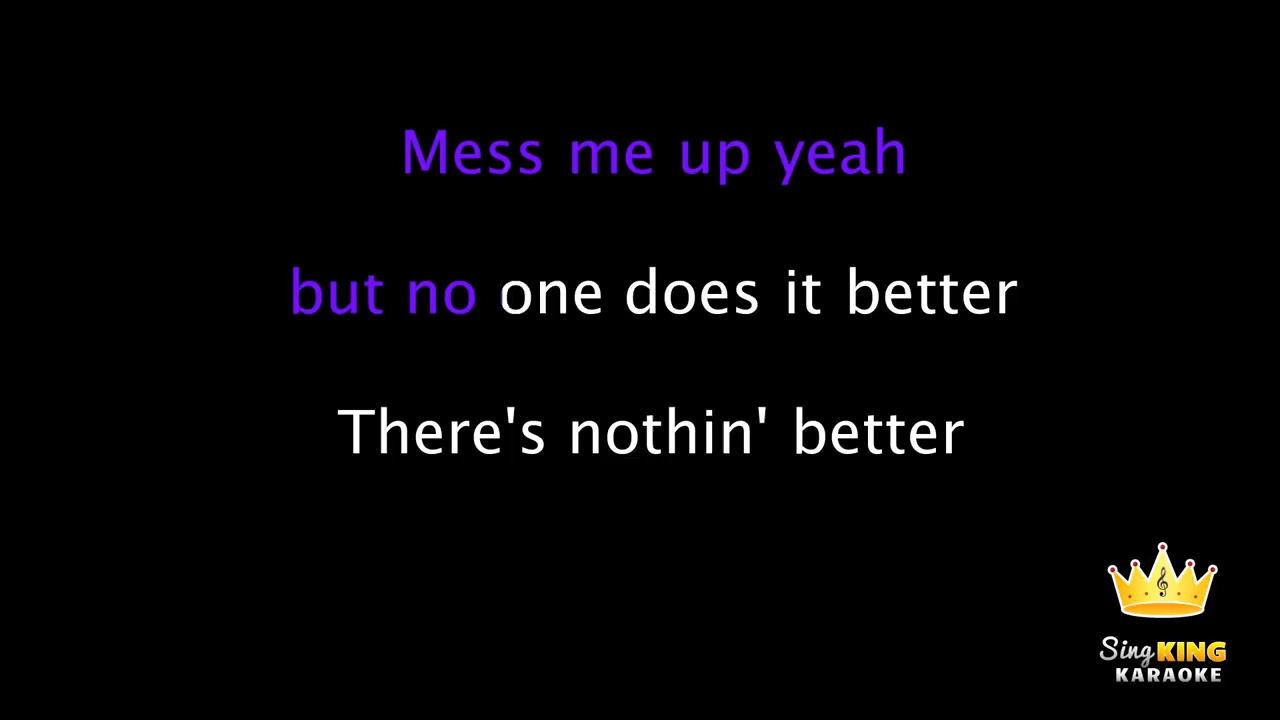 Mess me up yeah
but no one does it better
There's nothin' better
Sing KING
KARAOKE